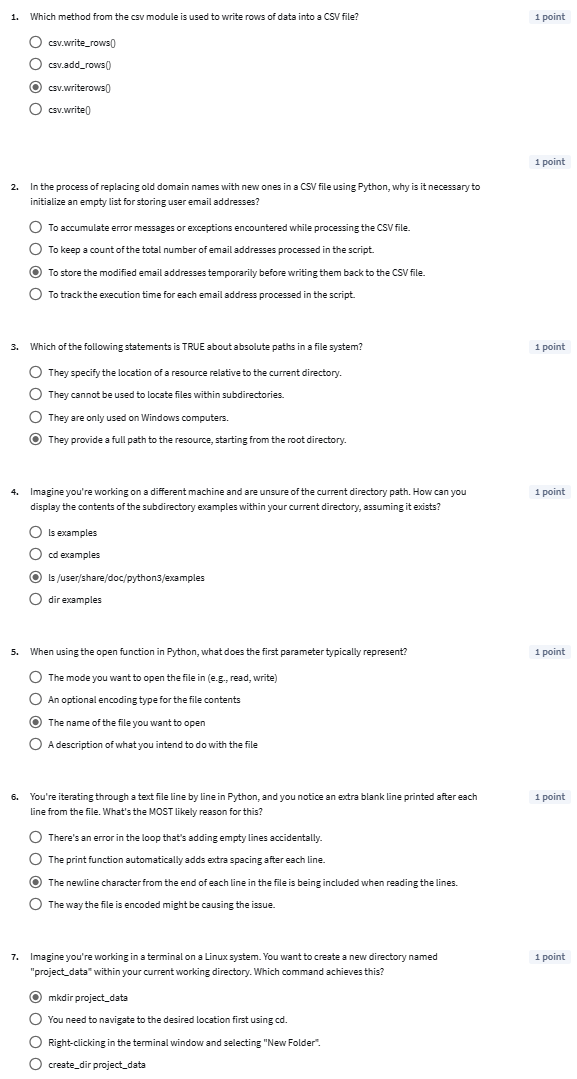 1. Which method from the csv module is used to write rows of data into a CSV file? 1 point
csv.write_rows()
csv.add_rows()
csv.writerows()
csv.write()
1 point
2. In the process of replacing old domain names with new ones in a CSV file using Python, why is it necessary to
initialize an empty list for storing user email addresses?
To accumulate error messages or exceptions encountered while processing the CSV file.
To keep a count of the total number of email addresses processed in the script.
To store the modified email addresses temporarily before writing them back to the CSV file.
To track the execution time for each email address processed in the script.
3. Which of the following statements is TRUE about absolute paths in a file system? 1 point
They specify the location of a resource relative to the current directory.
They cannot be used to locate files within subdirectories.
They are only used on Windows computers.
They provide a full path to the resource, starting from the root directory.
4. Imagine you're working on a different machine and are unsure of the current directory path. How can you 1 point
display the contents of the subdirectory examples within your current directory, assuming it exists?
ls examples
cd examples
ls /user/share/doc/python3/examples
dir examples
5. When using the open function in Python, what does the first parameter typically represent? 1 point
The mode you want to open the file in (e.g., read, write)
An optional encoding type for the file contents
The name of the file you want to open
A description of what you intend to do with the file
6. You're iterating through a text file line by line in Python, and you notice an extra blank line printed after each 1 point
line from the file. What's the MOST likely reason for this?
There's an error in the loop that's adding empty lines accidentally.
The print function automatically adds extra spacing after each line.
The newline character from the end of each line in the file is being included when reading the lines.
The way the file is encoded might be causing the issue.
7. Imagine you're working in a terminal on a Linux system. You want to create a new directory named 1 point
"project_data" within your current working directory. Which command achieves this?
mkdir project_data
You need to navigate to the desired location first using cd.
Right-clicking in the terminal window and selecting "New Folder".
create_dir project_data